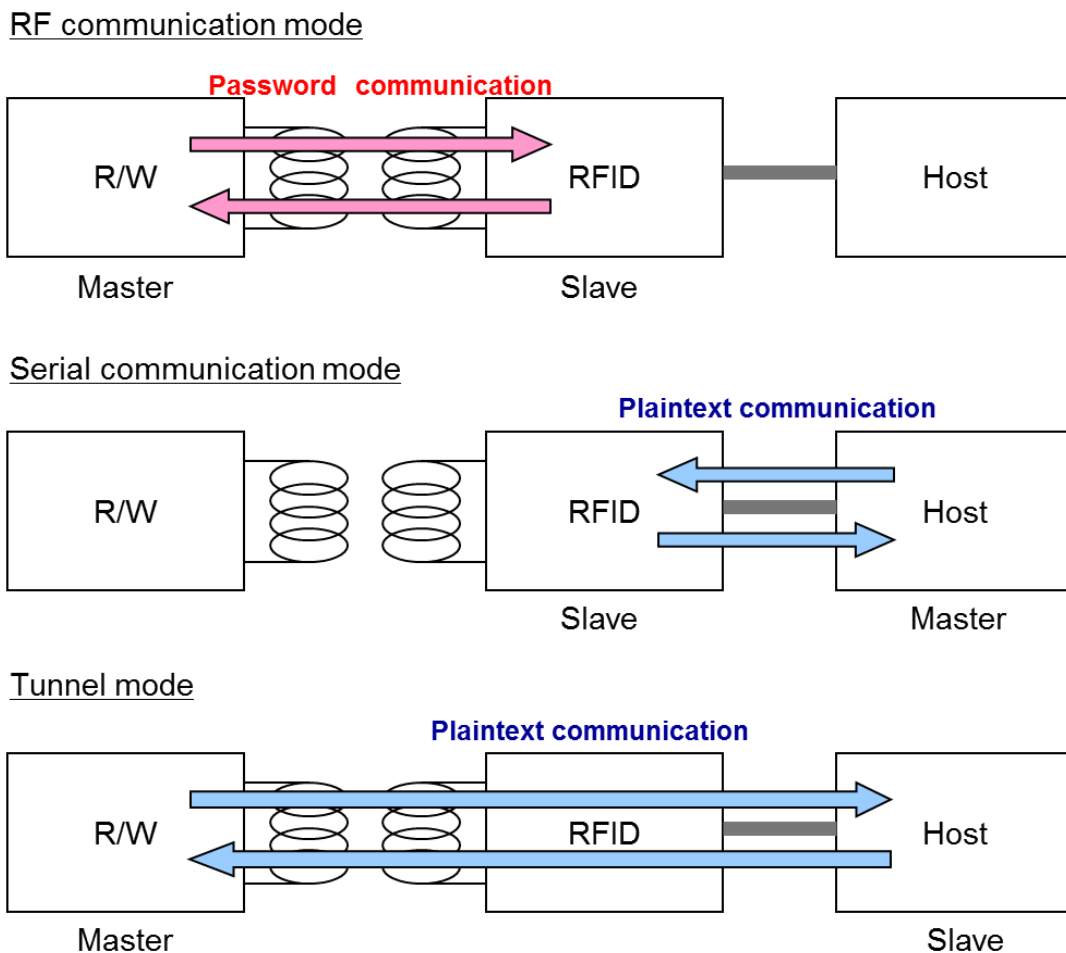 RF communication mode
Password communication
R/W
RFID
Host
Master
Slave
Serial communication mode
Plaintext communication
R/W
RFID
Host
Slave
Master
Tunnel mode
Plaintext communication
R/W
RFID
Host
Master
Slave